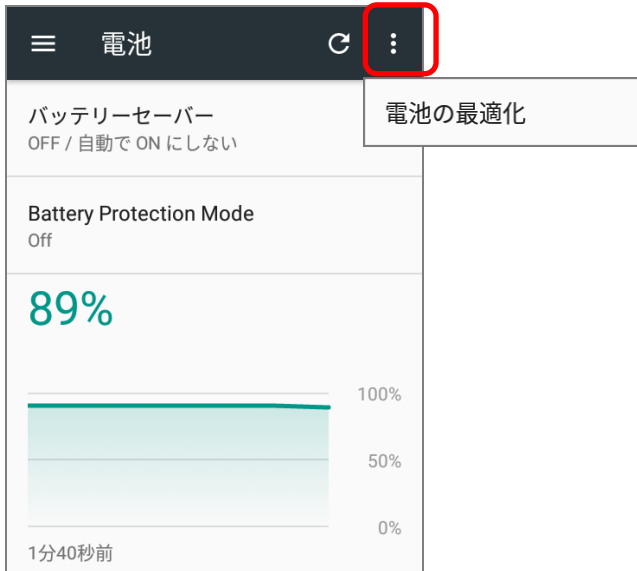 電池
電池の最適化
バッテリーセーバー
OFF / 自動で ON にしない
Battery Protection Mode
Off
89%
100%
50%
0%
1分40秒前